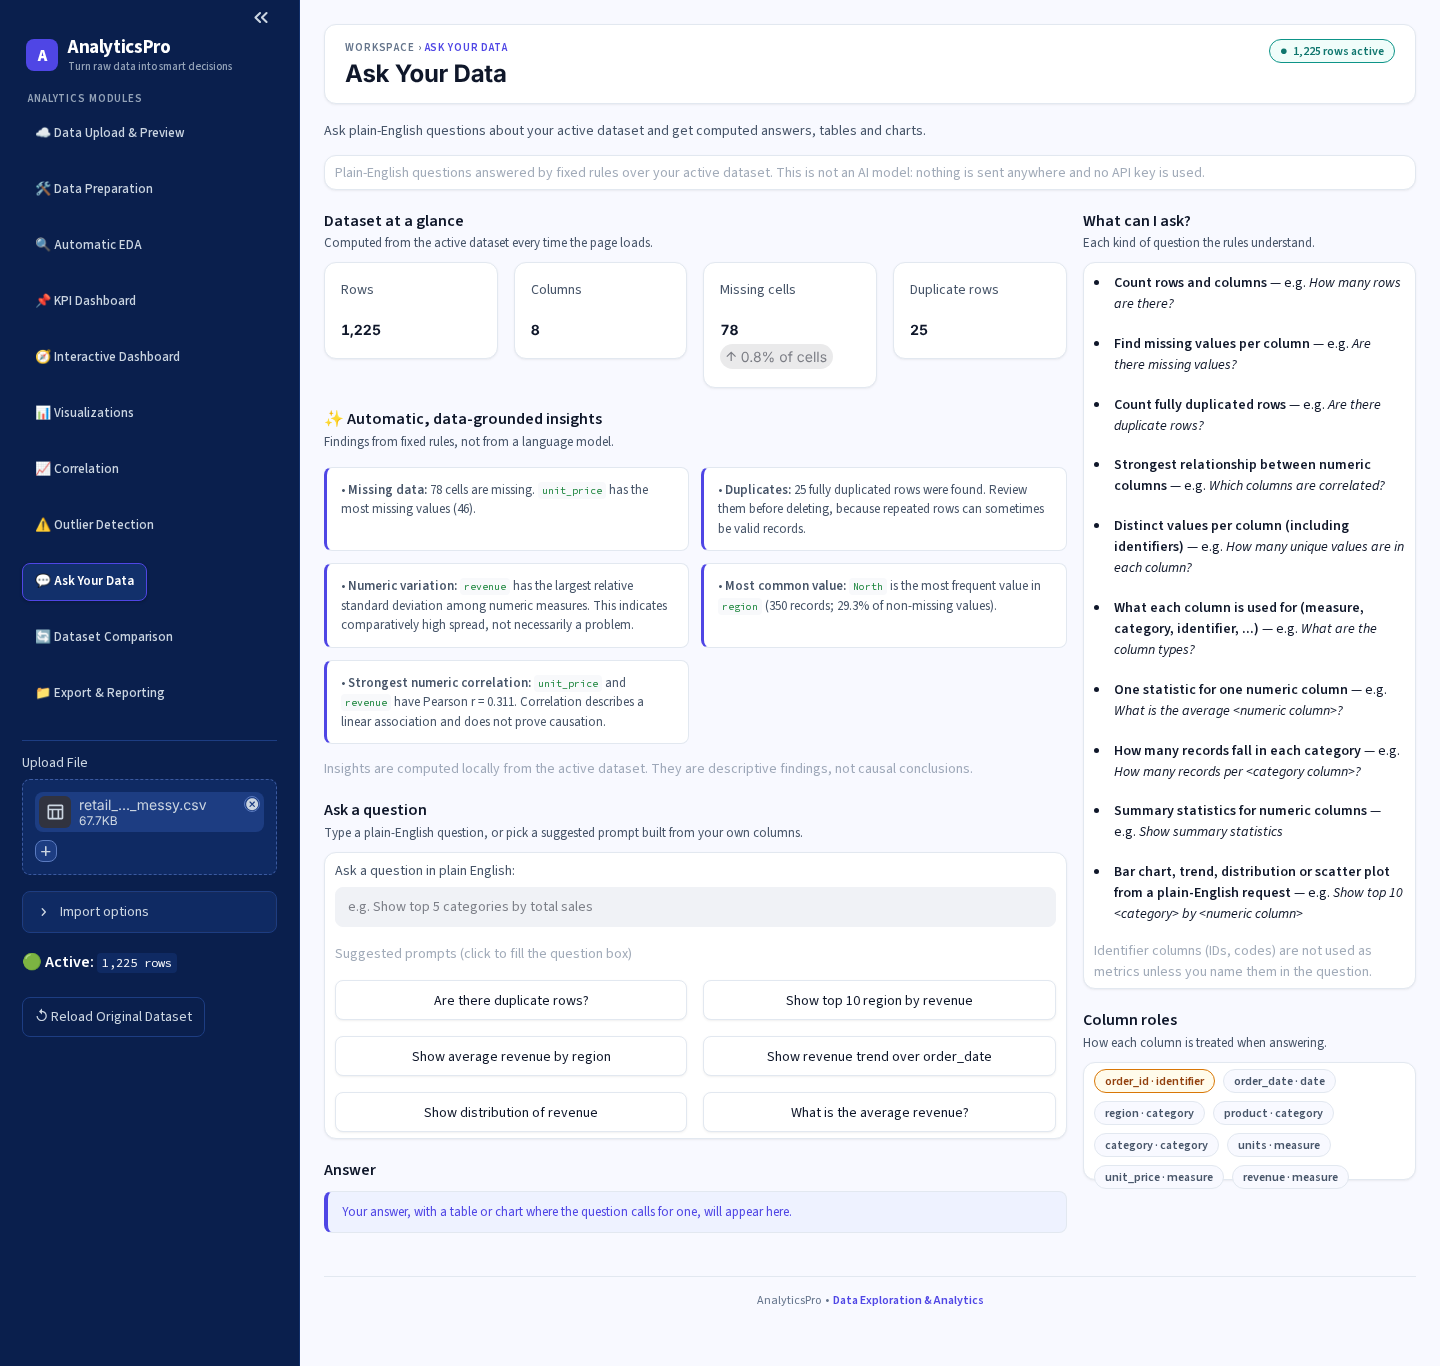 A
AnalyticsPro
Turn raw data into smart decisions
ANALYTICS MODULES
☁️ Data Upload & Preview
🛠️ Data Preparation
🔍 Automatic EDA
📌 KPI Dashboard
🧭 Interactive Dashboard
📊 Visualizations
📈 Correlation
⚠️ Outlier Detection
💬 Ask Your Data
🔄 Dataset Comparison
📁 Export & Reporting
Upload File
retail_..._messy.csv
67.7KB
Import options
🟢 Active: 1,225 rows
Reload Original Dataset
WORKSPACE › ASK YOUR DATA
Ask Your Data
● 1,225 rows active
Ask plain-English questions about your active dataset and get computed answers, tables and charts.
Plain-English questions answered by fixed rules over your active dataset. This is not an AI model: nothing is sent anywhere and no API key is used.
Dataset at a glance
Computed from the active dataset every time the page loads.
Rows
1,225
Columns
8
Missing cells
78
↑ 0.8% of cells
Duplicate rows
25
✨ Automatic, data-grounded insights
Findings from fixed rules, not from a language model.
• Missing data: 78 cells are missing. unit_price has the
most missing values (46).
• Duplicates: 25 fully duplicated rows were found. Review
them before deleting, because repeated rows can sometimes
be valid records.
• Numeric variation: revenue has the largest relative
standard deviation among numeric measures. This indicates
comparatively high spread, not necessarily a problem.
• Most common value: North is the most frequent value in
region (350 records; 29.3% of non-missing values).
• Strongest numeric correlation: unit_price and
revenue have Pearson r = 0.311. Correlation describes a
linear association and does not prove causation.
Insights are computed locally from the active dataset. They are descriptive findings, not causal conclusions.
Ask a question
Type a plain-English question, or pick a suggested prompt built from your own columns.
Ask a question in plain English:
e.g. Show top 5 categories by total sales
Suggested prompts (click to fill the question box)
Are there duplicate rows?
Show top 10 region by revenue
Show average revenue by region
Show revenue trend over order_date
Show distribution of revenue
What is the average revenue?
Answer
Your answer, with a table or chart where the question calls for one, will appear here.
What can I ask?
Each kind of question the rules understand.
• Count rows and columns — e.g. How many rows
are there?
• Find missing values per column — e.g. Are
there missing values?
• Count fully duplicated rows — e.g. Are there
duplicate rows?
• Strongest relationship between numeric
columns — e.g. Which columns are correlated?
• Distinct values per column (including
identifiers) — e.g. How many unique values are in
each column?
• What each column is used for (measure,
category, identifier, ...) — e.g. What are the
column types?
• One statistic for one numeric column — e.g.
What is the average <numeric column>?
• How many records fall in each category — e.g.
How many records per <category column>?
• Summary statistics for numeric columns —
e.g. Show summary statistics
• Bar chart, trend, distribution or scatter plot
from a plain-English request — e.g. Show top 10
<category> by <numeric column>
Identifier columns (IDs, codes) are not used as
metrics unless you name them in the question.
Column roles
How each column is treated when answering.
order_id · identifier
order_date · date
region · category
product · category
category · category
units · measure
unit_price · measure
revenue · measure
AnalyticsPro • Data Exploration & Analytics